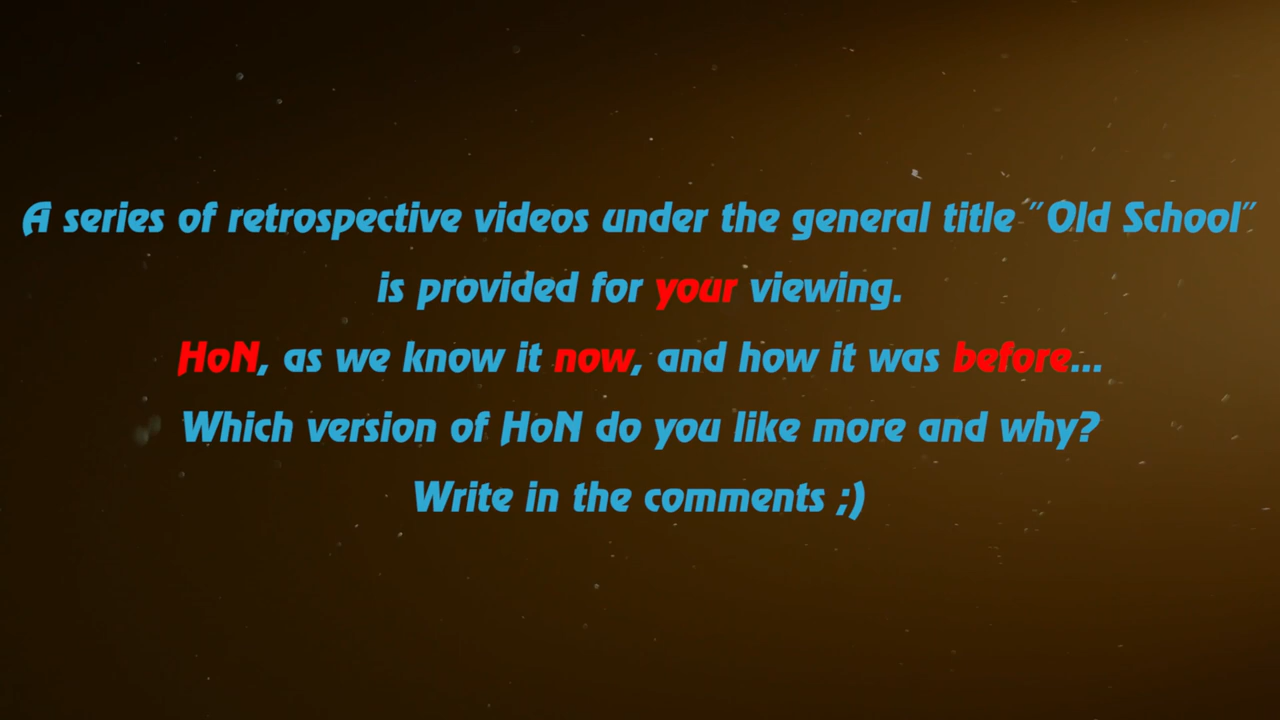 A series of retrospective videos under the general title "Old School"
is provided for your viewing.
HoN, as we know it now, and how it was before...
Which version of HoN do you like more and why?
Write in the comments ;)